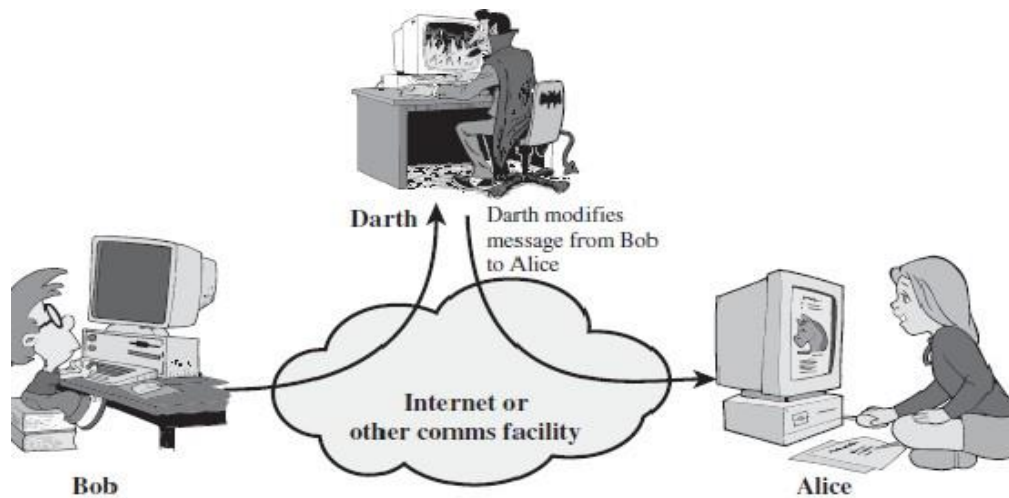 Darth
Darth modifies
message from Bob
to Alice
Internet or
other comms facility
Bob
Alice